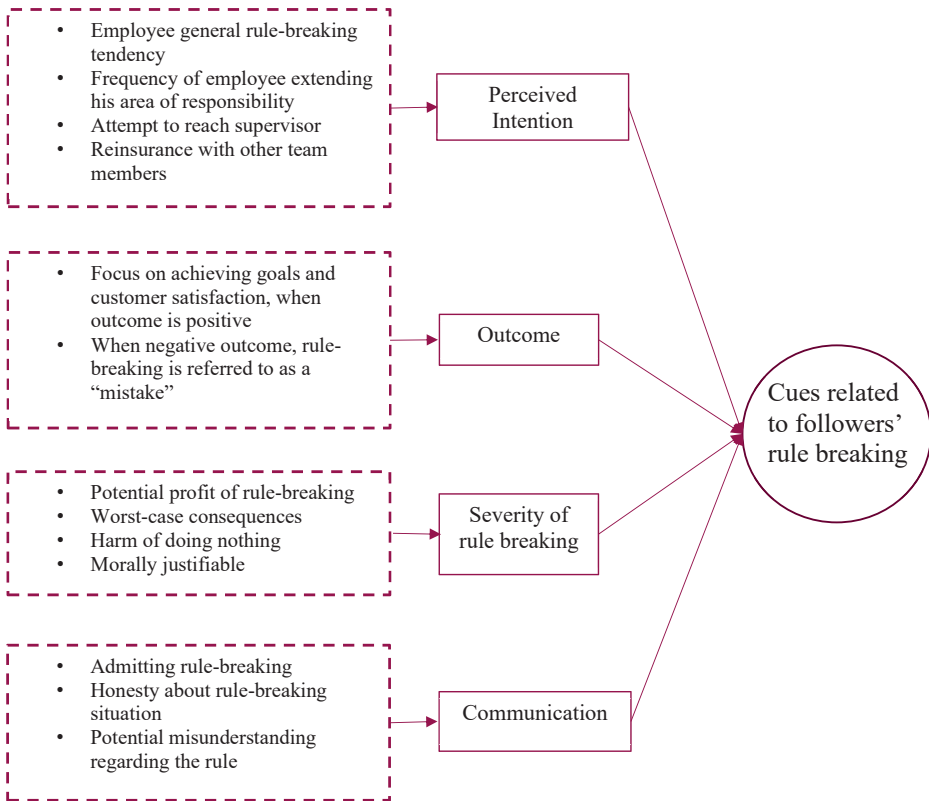 • Employee general rule-breaking
tendency
• Frequency of employee extending
his area of responsibility
• Attempt to reach supervisor
• Reinsurance with other team
members
Perceived
Intention
• Focus on achieving goals and
customer satisfaction, when
outcome is positive
• When negative outcome, rule-
breaking is referred to as a
“mistake”
Outcome
Cues related
to followers’
rule breaking
• Potential profit of rule-breaking
• Worst-case consequences
• Harm of doing nothing
• Morally justifiable
Severity of
rule breaking
• Admitting rule-breaking
• Honesty about rule-breaking
situation
• Potential misunderstanding
regarding the rule
Communication